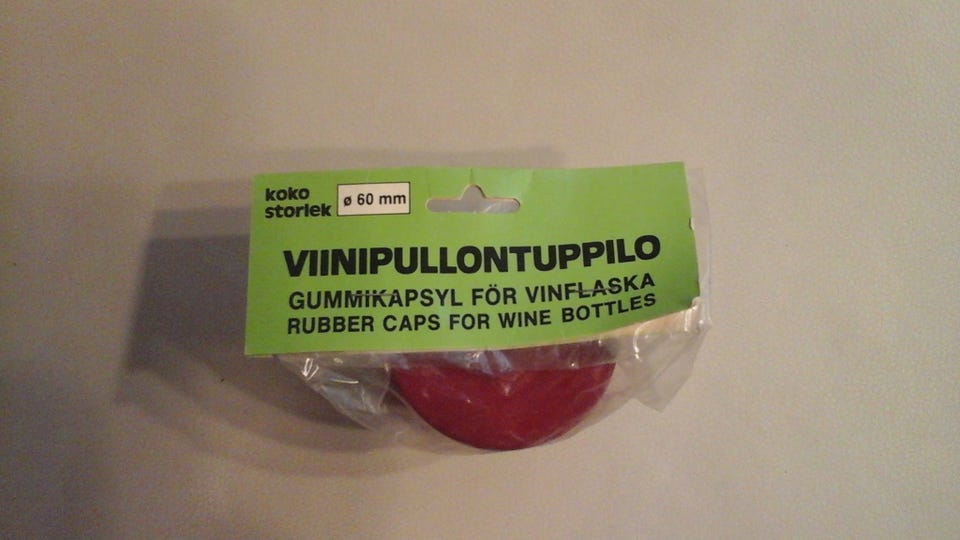 koko
storlek
ø 60 mm
VIINIPULLONTUPPILO
GUMMIKAPSYL FÖR VINFLASKA
RUBBER CAPS FOR WINE BOTTLES